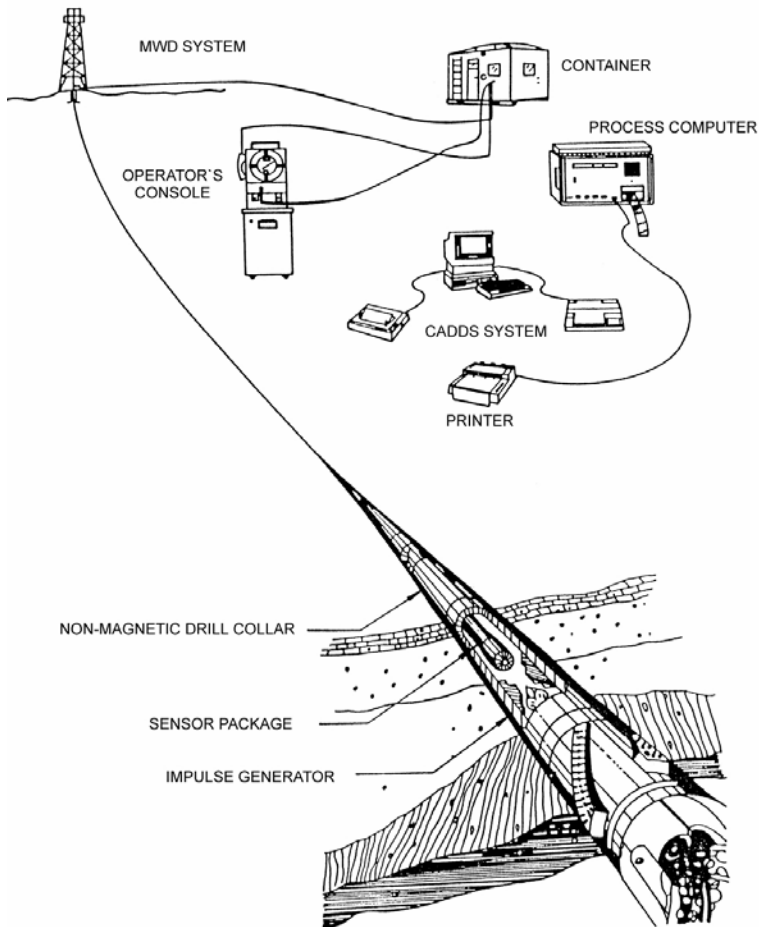 MWD SYSTEM
CONTAINER
PROCESS COMPUTER
OPERATOR`S
CONSOLE
CADDS SYSTEM
PRINTER
NON-MAGNETIC DRILL COLLAR
SENSOR PACKAGE
IMPULSE GENERATOR